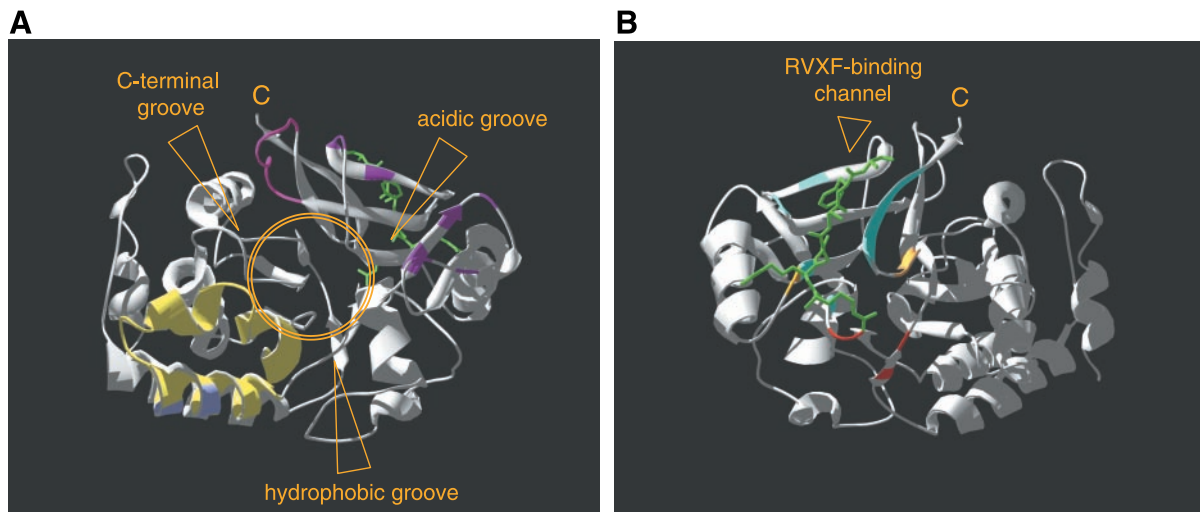 A
C-terminal
groove
C
acidic groove
hydrophobic groove
B
RVXF-binding
channel
C